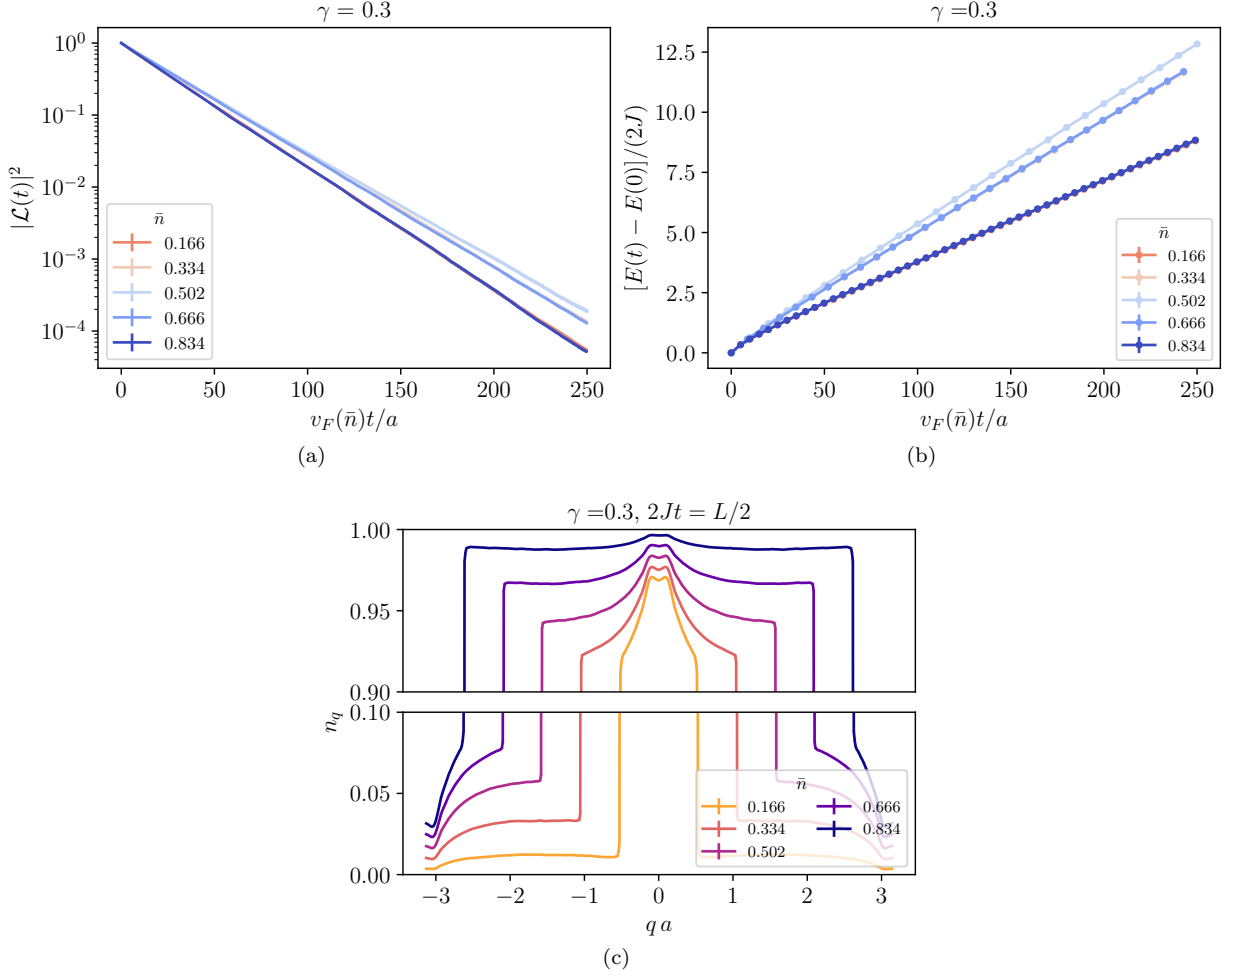 γ = 0.3
10⁰
10⁻¹
10⁻²
10⁻³
10⁻⁴
|𝓛(t)|²
n̄
0.166
0.334
0.502
0.666
0.834
0 50 100 150 200 250
v_F(n̄)t/a
(a)
γ =0.3
12.5
10.0
7.5
5.0
2.5
0.0
[E(t) − E(0)]/(2J)
n̄
0.166
0.334
0.502
0.666
0.834
0 50 100 150 200 250
v_F(n̄)t/a
(b)
γ =0.3, 2Jt = L/2
1.00
0.95
0.90
n_q
0.10
0.05
0.00
n̄
0.166 0.666
0.334 0.834
0.502
−3 −2 −1 0 1 2 3
q a
(c)